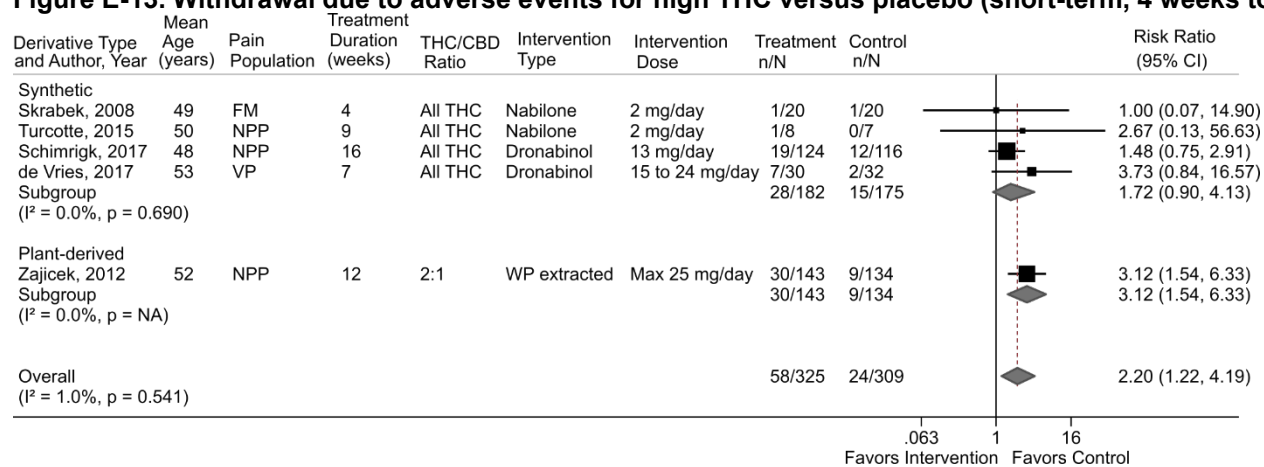 Figure E-13. Withdrawal due to adverse events for high THC versus placebo (short-term, 4 weeks to
Derivative Type and Author, Year Mean Age (years) Pain Population Treatment Duration (weeks) THC/CBD Ratio Intervention Type Intervention Dose Treatment n/N Control n/N Risk Ratio (95% CI)
Synthetic
Skrabek, 2008 49 FM 4 All THC Nabilone 2 mg/day 1/20 1/20 1.00 (0.07, 14.90)
Turcotte, 2015 50 NPP 9 All THC Nabilone 2 mg/day 1/8 0/7 2.67 (0.13, 56.63)
Schimrigk, 2017 48 NPP 16 All THC Dronabinol 13 mg/day 19/124 12/116 1.48 (0.75, 2.91)
de Vries, 2017 53 VP 7 All THC Dronabinol 15 to 24 mg/day 7/30 2/32 3.73 (0.84, 16.57)
Subgroup 28/182 15/175 1.72 (0.90, 4.13)
(I² = 0.0%, p = 0.690)
Plant-derived
Zajicek, 2012 52 NPP 12 2:1 WP extracted Max 25 mg/day 30/143 9/134 3.12 (1.54, 6.33)
Subgroup 30/143 9/134 3.12 (1.54, 6.33)
(I² = 0.0%, p = NA)
Overall 58/325 24/309 2.20 (1.22, 4.19)
(I² = 1.0%, p = 0.541)
.063 1 16
Favors Intervention Favors Control